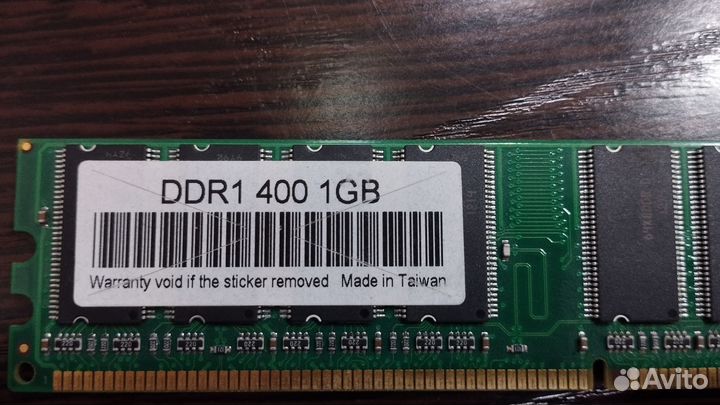 DDR1 400 1GB
Warranty void if the sticker removed Made in Taiwan
Avito